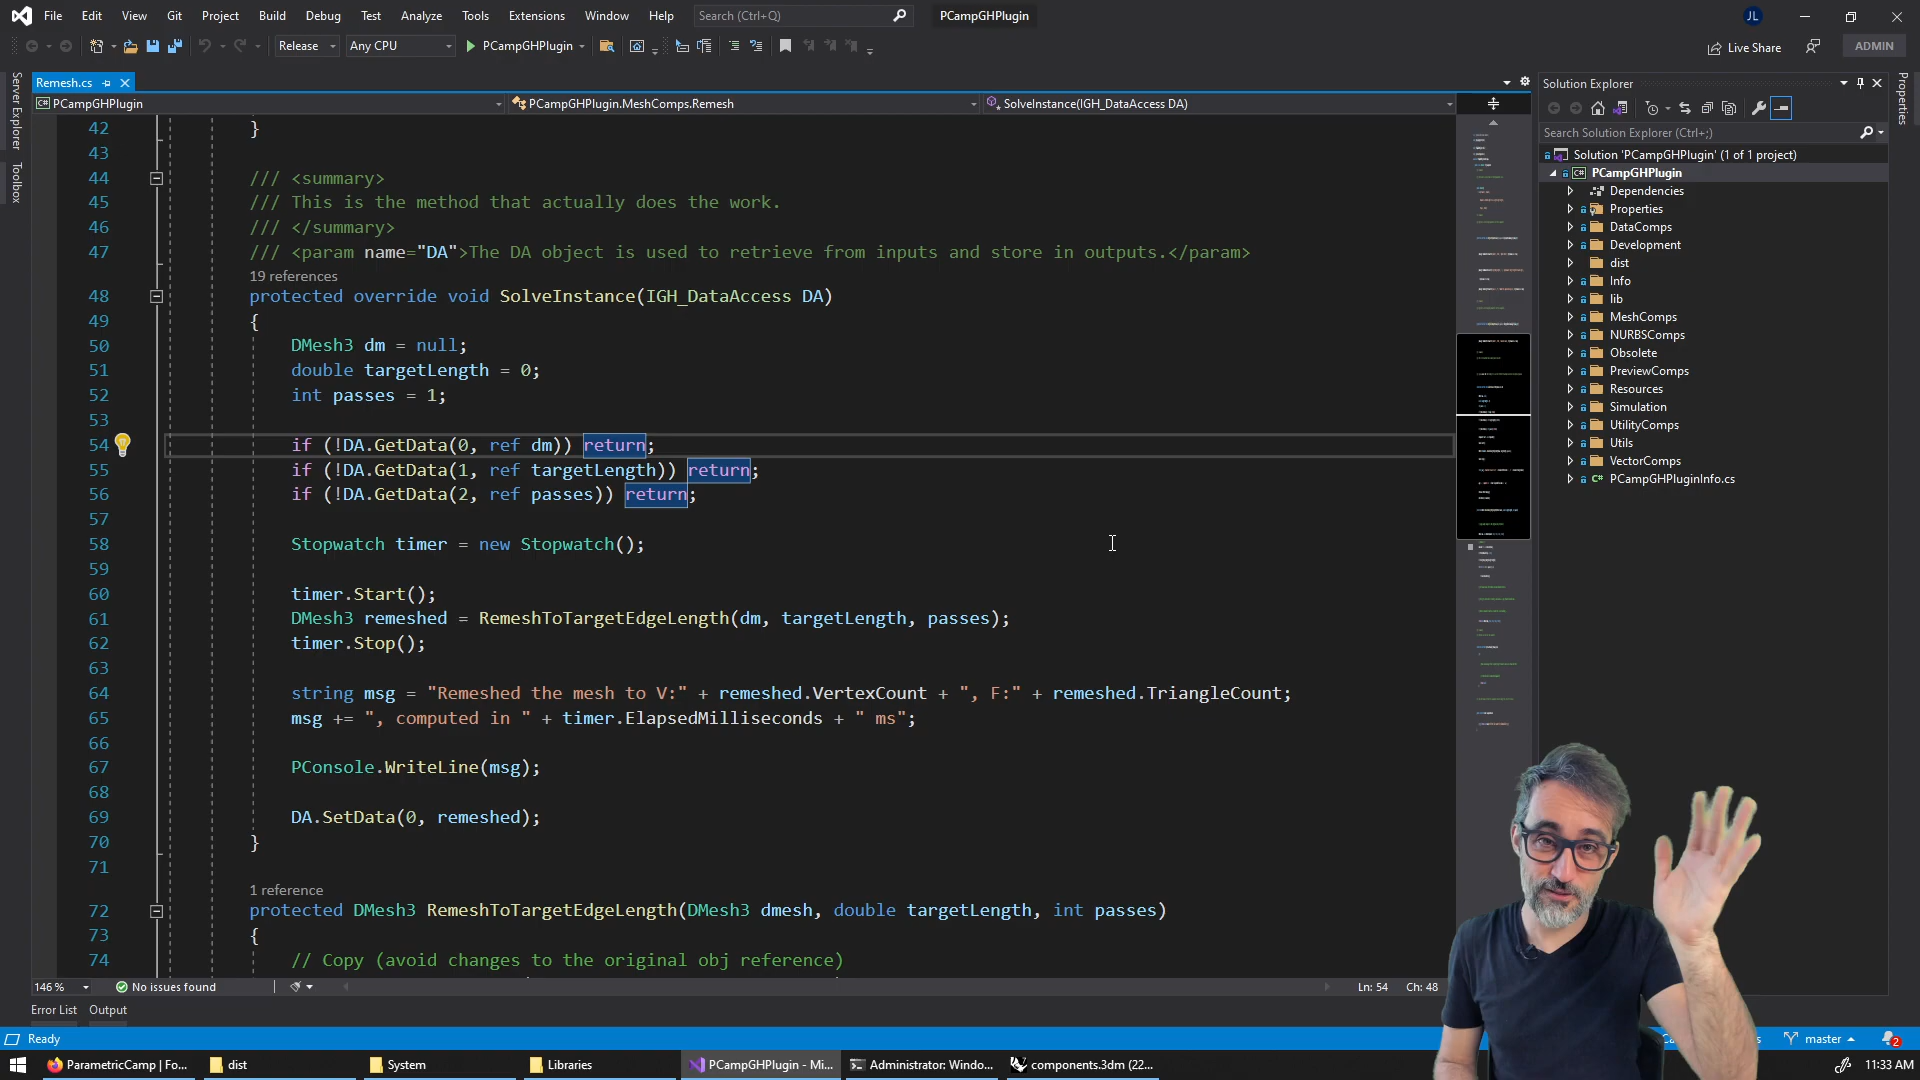 File Edit View Git Project Build Debug Test Analyze Tools Extensions Window Help Search (Ctrl+Q) PCampGHPlugin JL
Release Any CPU PCampGHPlugin Live Share ADMIN
Server Explorer
Toolbox
Remesh.cs
PCampGHPlugin PCampGHPlugin.MeshComps.Remesh SolveInstance(IGH_DataAccess DA)
42 }
43
44 /// <summary>
45 /// This is the method that actually does the work.
46 /// </summary>
47 /// <param name="DA">The DA object is used to retrieve from inputs and store in outputs.</param>
19 references
48 protected override void SolveInstance(IGH_DataAccess DA)
49 {
50 DMesh3 dm = null;
51 double targetLength = 0;
52 int passes = 1;
53
54 if (!DA.GetData(0, ref dm)) return;
55 if (!DA.GetData(1, ref targetLength)) return;
56 if (!DA.GetData(2, ref passes)) return;
57
58 Stopwatch timer = new Stopwatch();
59
60 timer.Start();
61 DMesh3 remeshed = RemeshToTargetEdgeLength(dm, targetLength, passes);
62 timer.Stop();
63
64 string msg = "Remeshed the mesh to V:" + remeshed.VertexCount + ", F:" + remeshed.TriangleCount;
65 msg += ", computed in " + timer.ElapsedMilliseconds + " ms";
66
67 PConsole.WriteLine(msg);
68
69 DA.SetData(0, remeshed);
70 }
71
1 reference
72 protected DMesh3 RemeshToTargetEdgeLength(DMesh3 dmesh, double targetLength, int passes)
73 {
74 // Copy (avoid changes to the original obj reference)
146 % No issues found Ln: 54 Ch: 48
Error List Output
Solution Explorer
Properties
Search Solution Explorer (Ctrl+;)
Solution 'PCampGHPlugin' (1 of 1 project)
C# PCampGHPlugin
Dependencies
Properties
DataComps
Development
dist
Info
lib
MeshComps
NURBSComps
Obsolete
PreviewComps
Resources
Simulation
UtilityComps
Utils
VectorComps
C# PCampGHPluginInfo.cs
Ready master 2
ParametricCamp | Fo... dist System Libraries PCampGHPlugin - Mi... Administrator: Windo... components.3dm (22... 11:33 AM